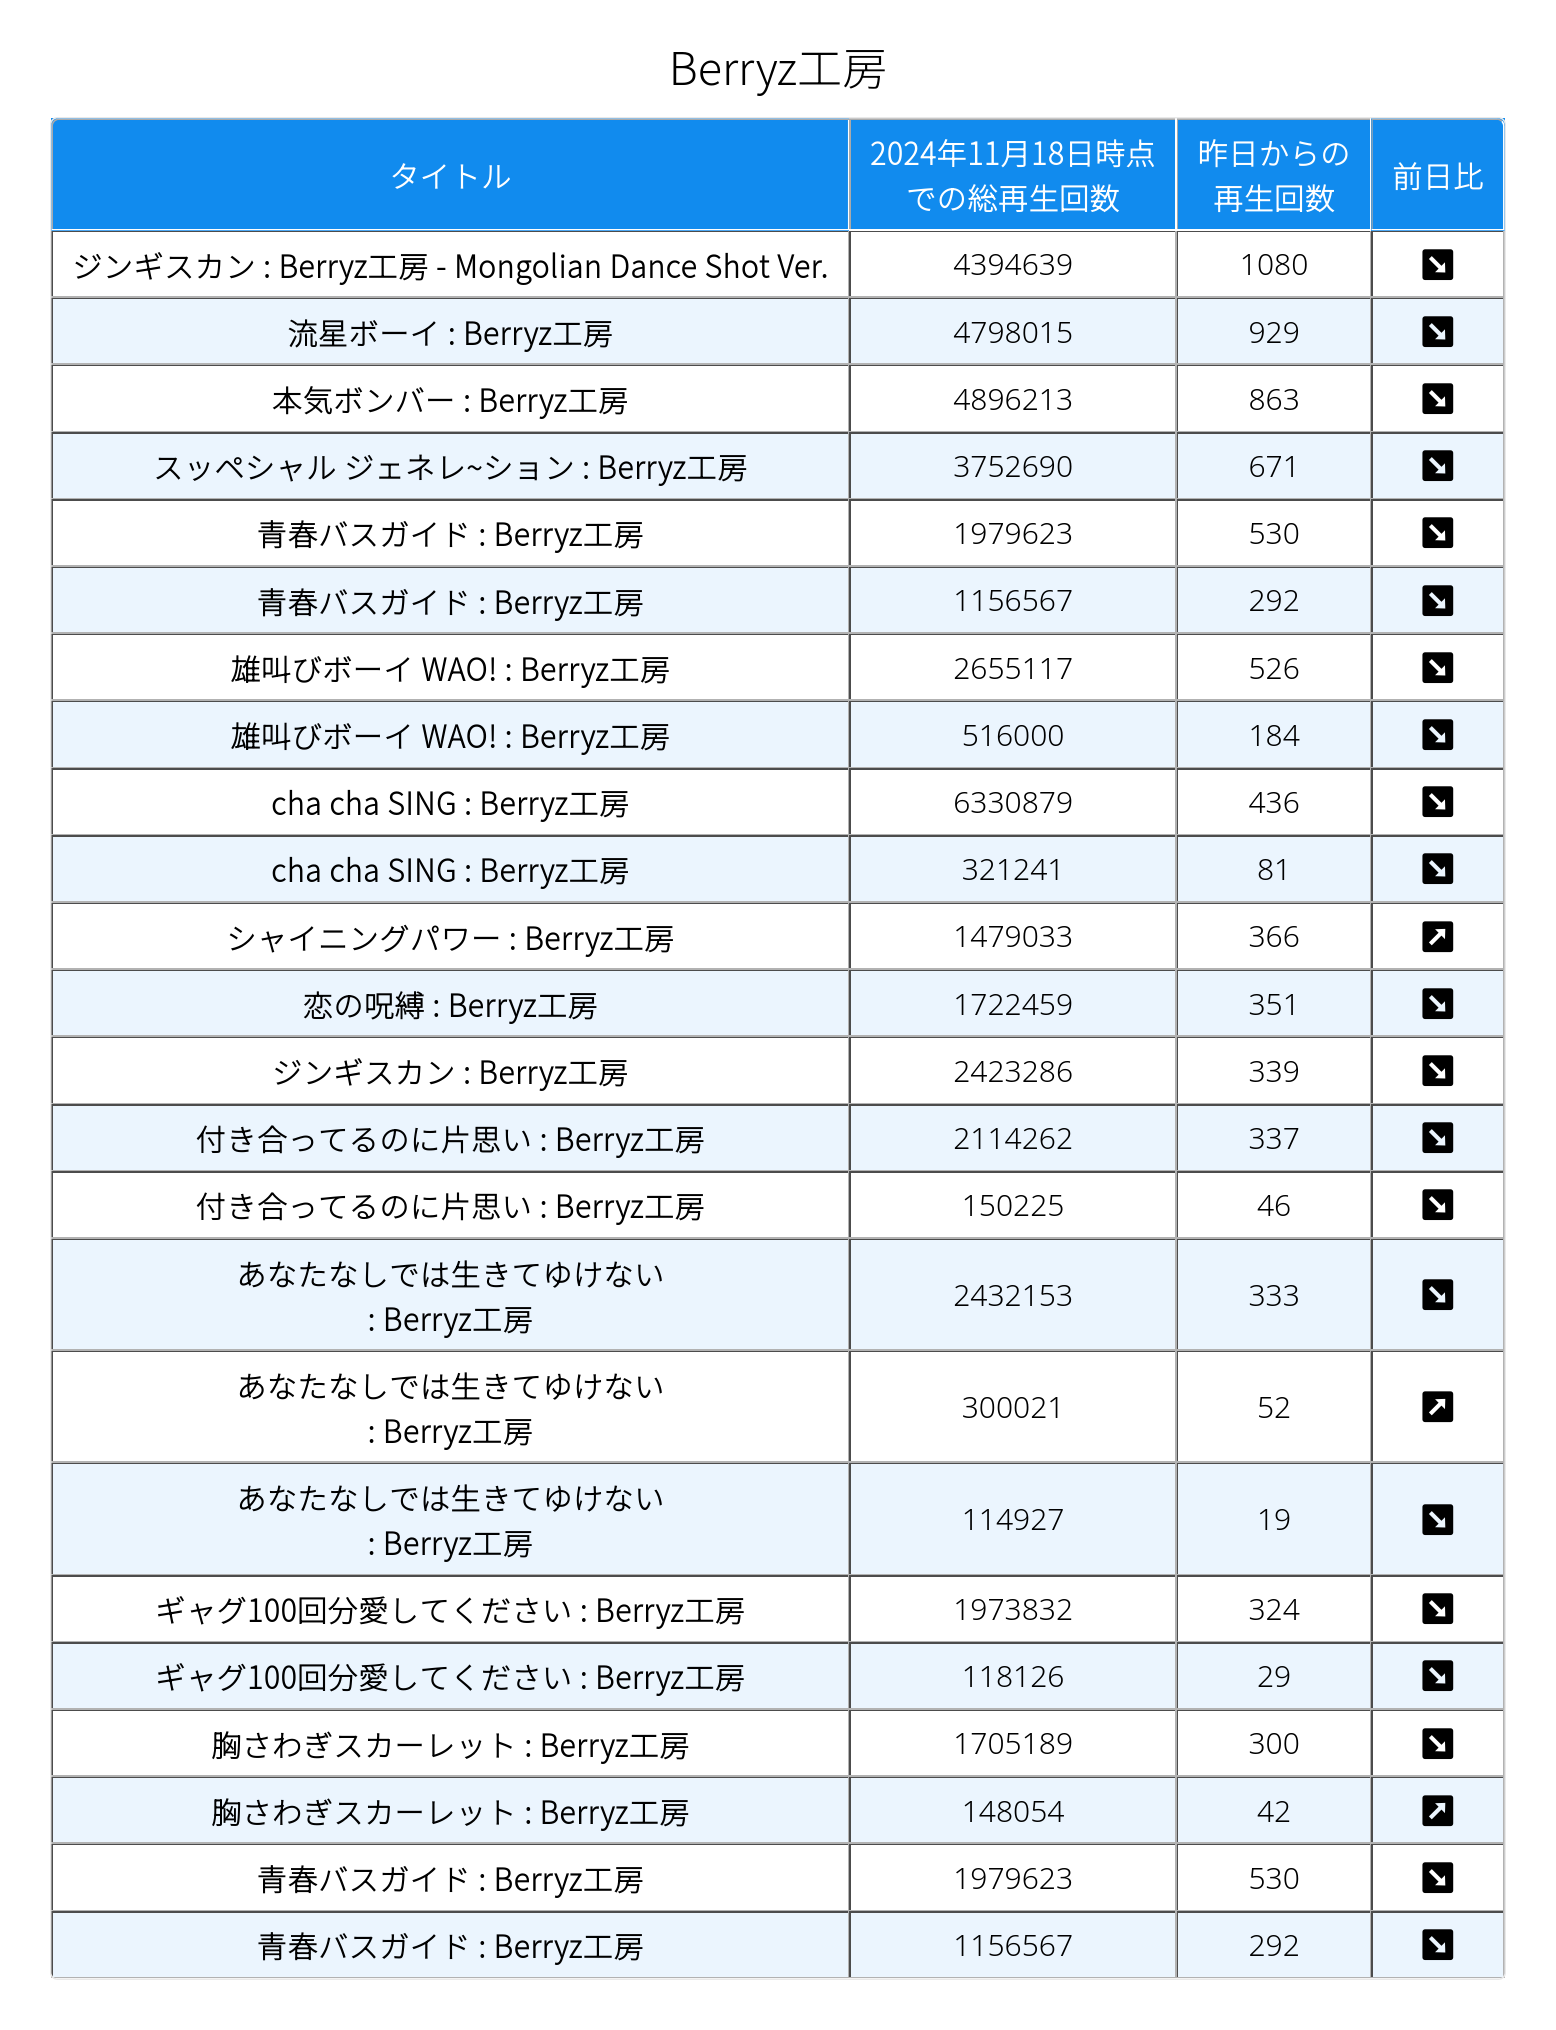 Berryz工房
タイトル
2024年11月18日時点
での総再生回数
昨日からの
再生回数
前日比
ジンギスカン : Berryz工房 - Mongolian Dance Shot Ver. 4394639 1080
流星ボーイ : Berryz工房 4798015 929
本気ボンバー : Berryz工房 4896213 863
スッペシャル ジェネレ~ション : Berryz工房 3752690 671
青春バスガイド : Berryz工房 1979623 530
青春バスガイド : Berryz工房 1156567 292
雄叫びボーイ WAO! : Berryz工房 2655117 526
雄叫びボーイ WAO! : Berryz工房 516000 184
cha cha SING : Berryz工房 6330879 436
cha cha SING : Berryz工房 321241 81
シャイニングパワー : Berryz工房 1479033 366
恋の呪縛 : Berryz工房 1722459 351
ジンギスカン : Berryz工房 2423286 339
付き合ってるのに片思い : Berryz工房 2114262 337
付き合ってるのに片思い : Berryz工房 150225 46
あなたなしでは生きてゆけない
: Berryz工房 2432153 333
あなたなしでは生きてゆけない
: Berryz工房 300021 52
あなたなしでは生きてゆけない
: Berryz工房 114927 19
ギャグ100回分愛してください : Berryz工房 1973832 324
ギャグ100回分愛してください : Berryz工房 118126 29
胸さわぎスカーレット : Berryz工房 1705189 300
胸さわぎスカーレット : Berryz工房 148054 42
青春バスガイド : Berryz工房 1979623 530
青春バスガイド : Berryz工房 1156567 292